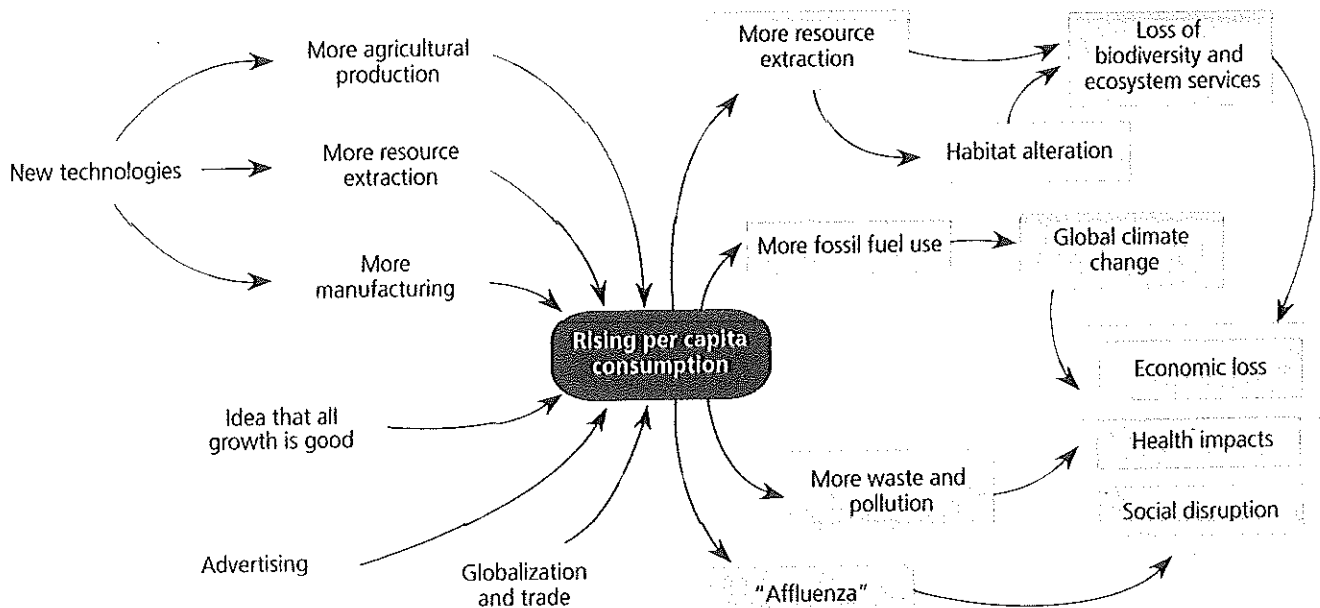 More agricultural
production
New technologies
More resource
extraction
More
manufacturing
Idea that all
growth is good
Advertising
Globalization
and trade
Rising per capita
consumption
More resource
extraction
Loss of
biodiversity and
ecosystem services
Habitat alteration
More fossil fuel use
Global climate
change
More waste and
pollution
"Affluenza"
Economic loss
Health impacts
Social disruption